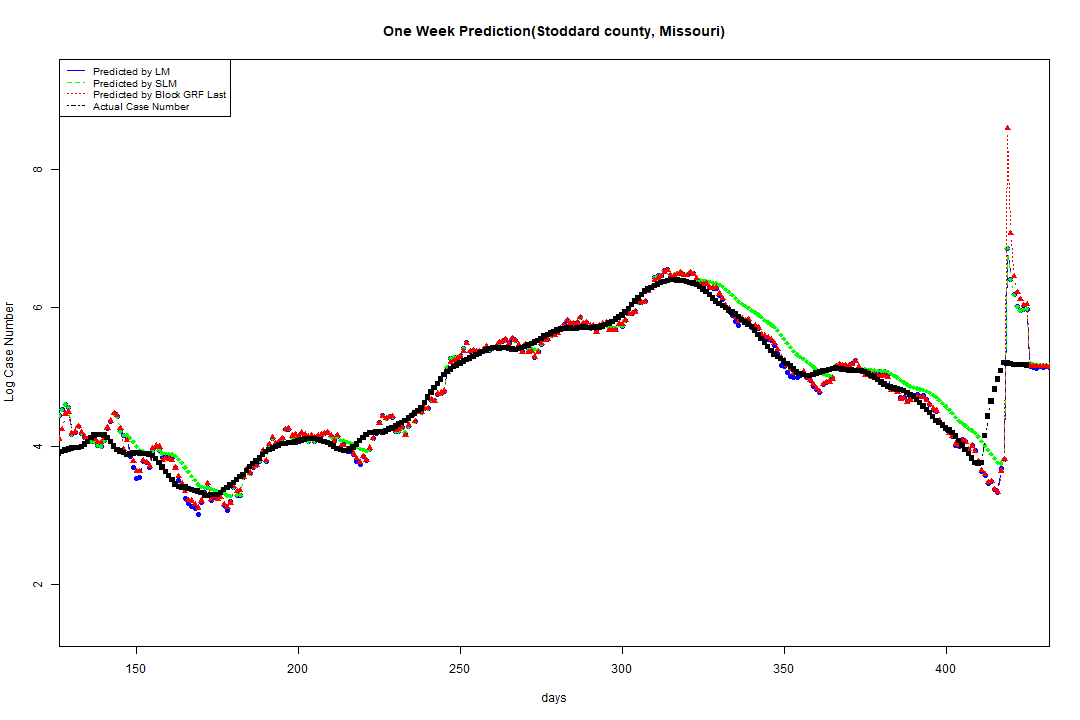 One Week Prediction(Stoddard county, Missouri)
Predicted by LM
Predicted by SLM
Predicted by Block GRF Last
Actual Case Number
8
6
4
2
Log Case Number
150 200 250 300 350 400
days